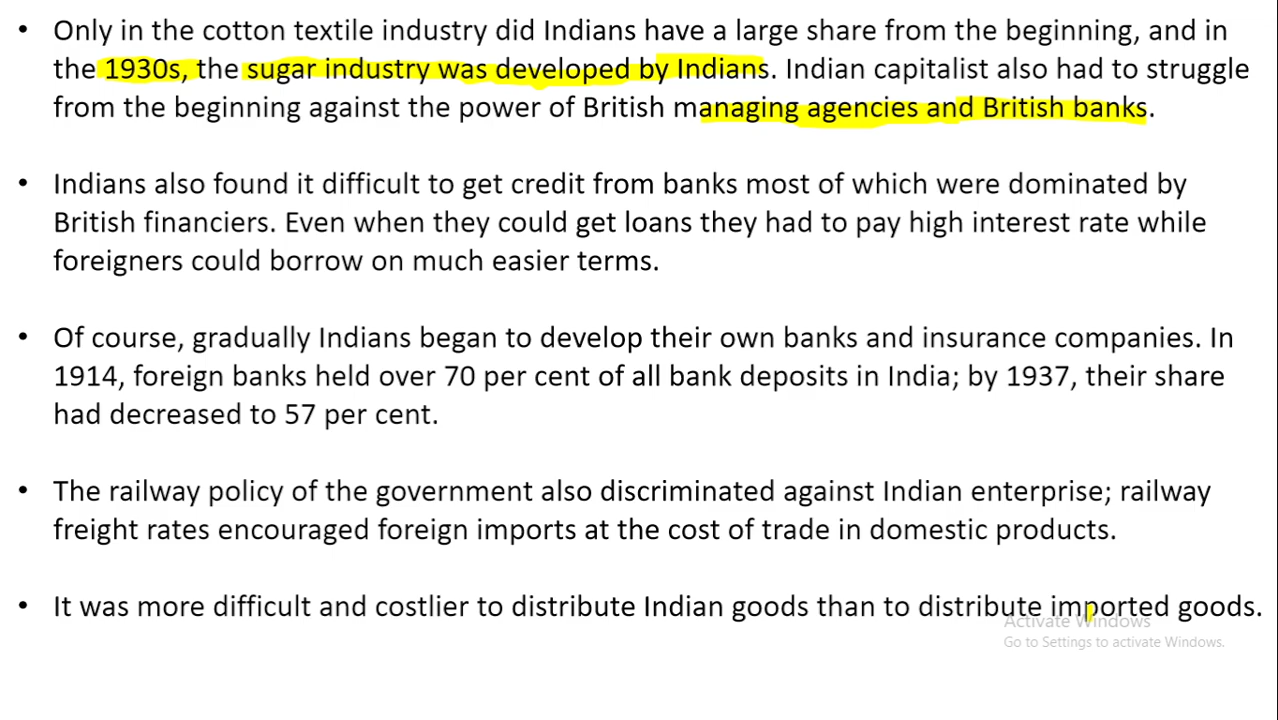 • Only in the cotton textile industry did Indians have a large share from the beginning, and in
the 1930s, the sugar industry was developed by Indians. Indian capitalist also had to struggle
from the beginning against the power of British managing agencies and British banks.
• Indians also found it difficult to get credit from banks most of which were dominated by
British financiers. Even when they could get loans they had to pay high interest rate while
foreigners could borrow on much easier terms.
• Of course, gradually Indians began to develop their own banks and insurance companies. In
1914, foreign banks held over 70 per cent of all bank deposits in India; by 1937, their share
had decreased to 57 per cent.
• The railway policy of the government also discriminated against Indian enterprise; railway
freight rates encouraged foreign imports at the cost of trade in domestic products.
• It was more difficult and costlier to distribute Indian goods than to distribute imported goods.
Activate Windows
Go to Settings to activate Windows.